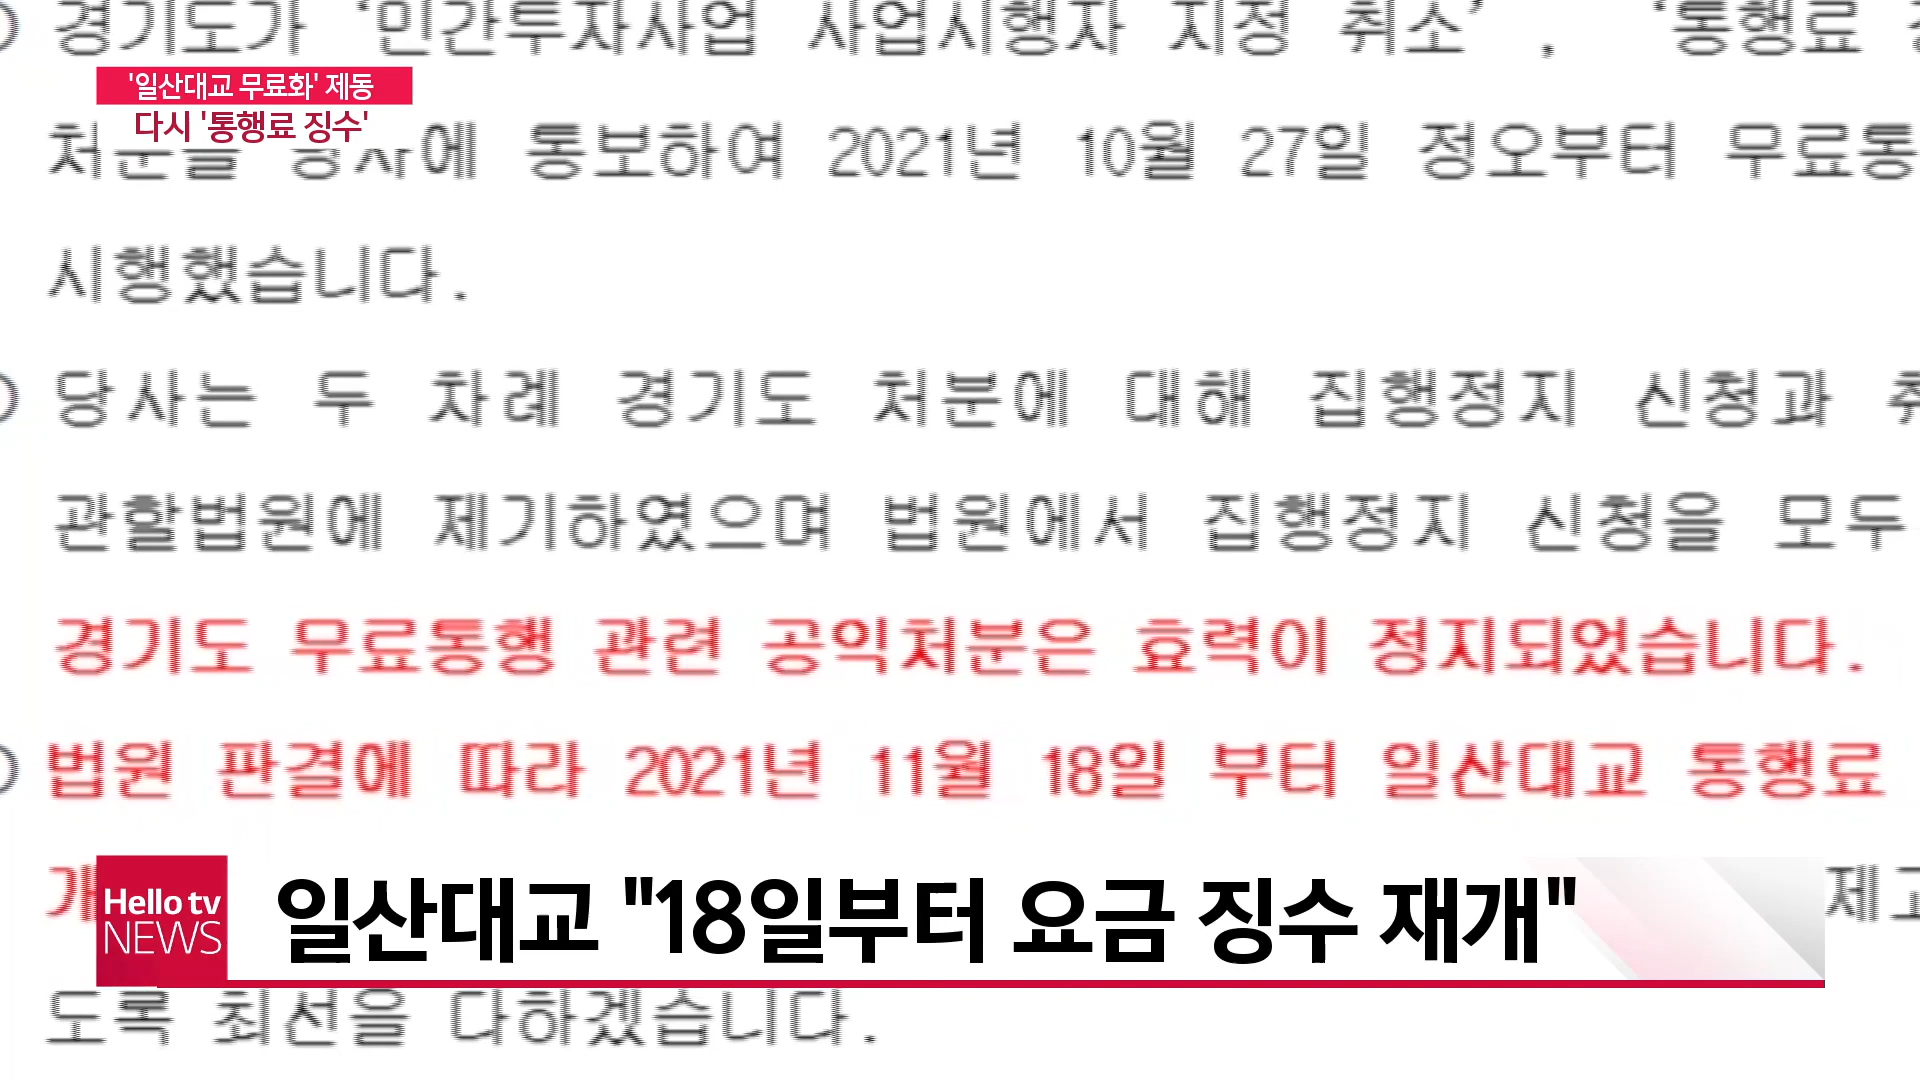 경기도가 '민간투자사업 사업시행자 지정 취소', '통행료
'일산대교 무료화' 제동
다시 '통행료 징수'
통보하여 2021년 10월 27일 정오부터 무료통
시행했습니다.
당사는 두 차례 경기도 처분에 대해 집행정지 신청과
관할법원에 제기하였으며 법원에서 집행정지 신청을 모두
경기도 무료통행 관련 공익처분은 효력이 정지되었습니다.
법원 판결에 따라 2021년 11월 18일 부터 일산대교 통행료
개
제고
Hello tv
NEWS
일산대교 "18일부터 요금 징수 재개"
도록 최선을 다하겠습니다.